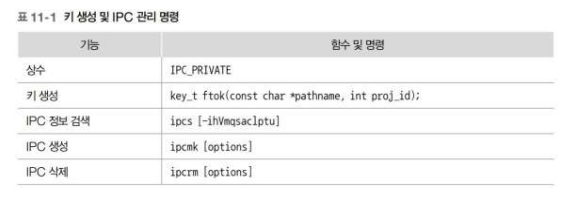 표 11-1 키 생성 및 IPC 관리 명령
기능 함수 및 명령
상수 IPC_PRIVATE
키 생성 key_t ftok(const char *pathname, int proj_id);
IPC 정보 검색 ipcs [-ihVmqsaclptu]
IPC 생성 ipcmk [options]
IPC 삭제 ipcrm [options]